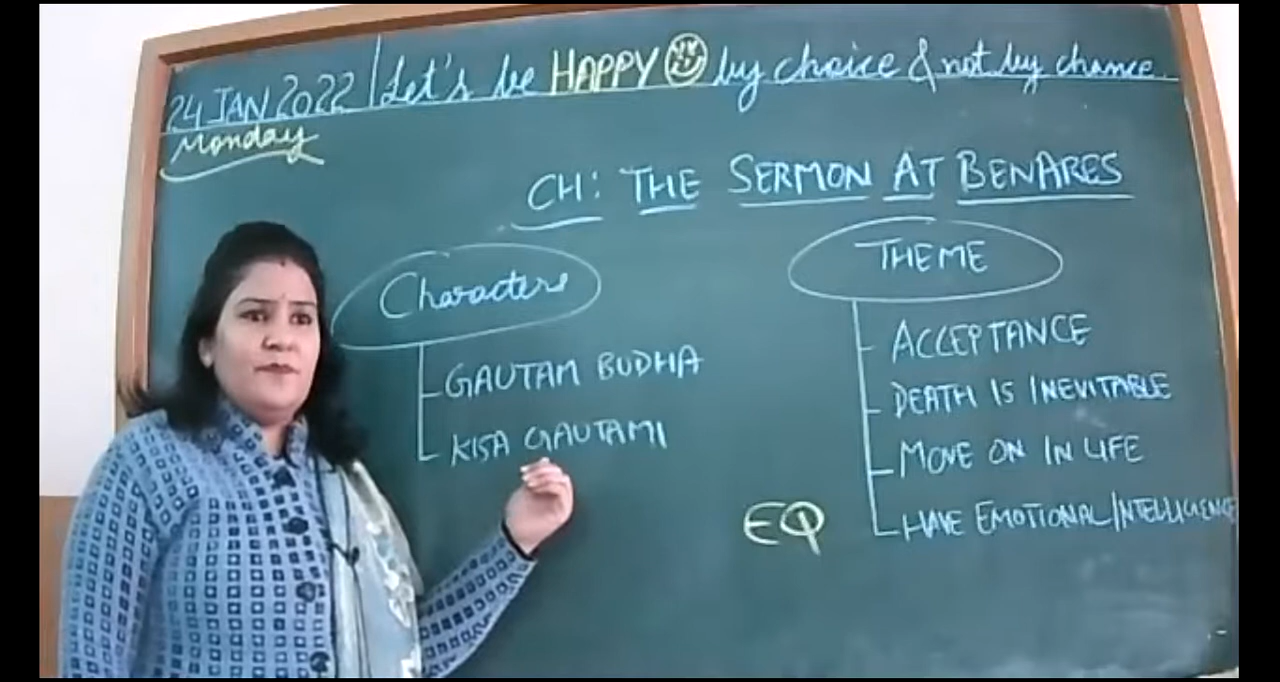 24 JAN 2022 Let's be HAPPY by choice & not by chance
Monday
CH: THE SERMON AT BENARES
Characters
GAUTAM BUDHA
KISA GAUTAMI
THEME
ACCEPTANCE
DEATH IS INEVITABLE
MOVE ON IN LIFE
EQ HAVE EMOTIONAL INTELLIGENCE